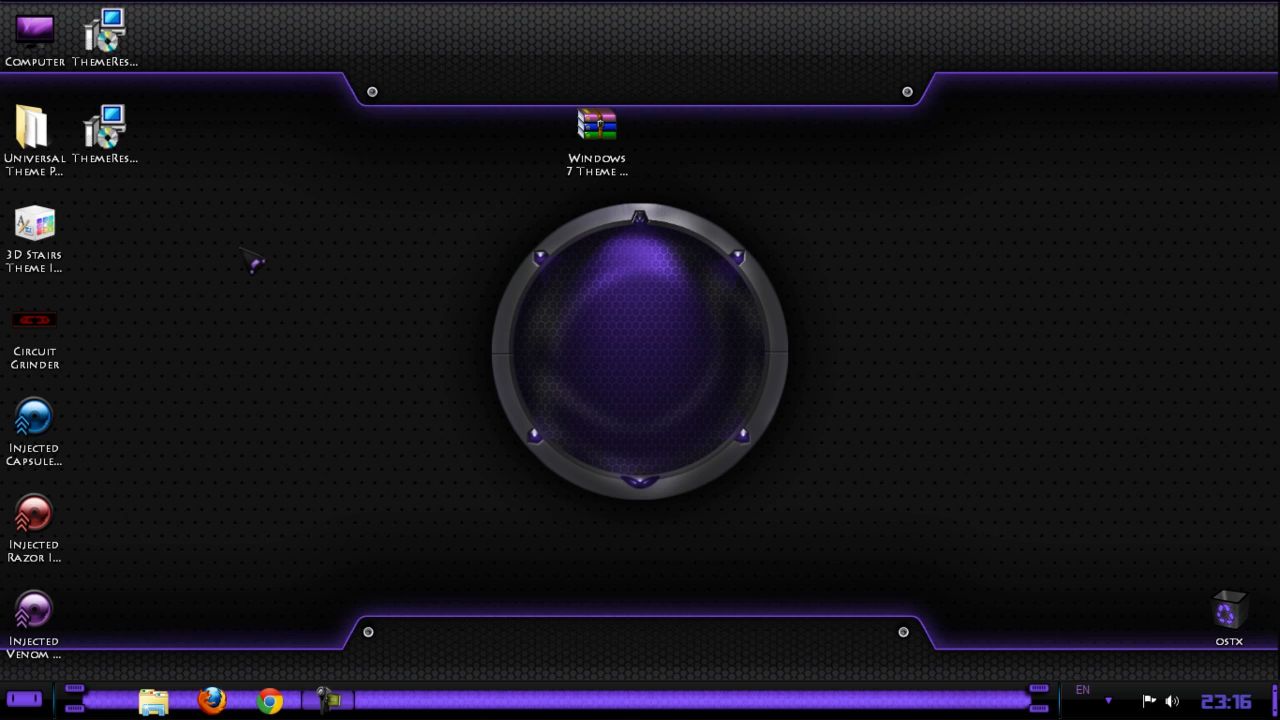 Computer
ThemeRes...
Universal
Theme P...
ThemeRes...
Windows
7 Theme ...
3D Stairs
Theme I...
Circuit
Grinder
Injected
Capsule...
Injected
Razor I...
Injected
Venom ...
ostx
EN
23:16